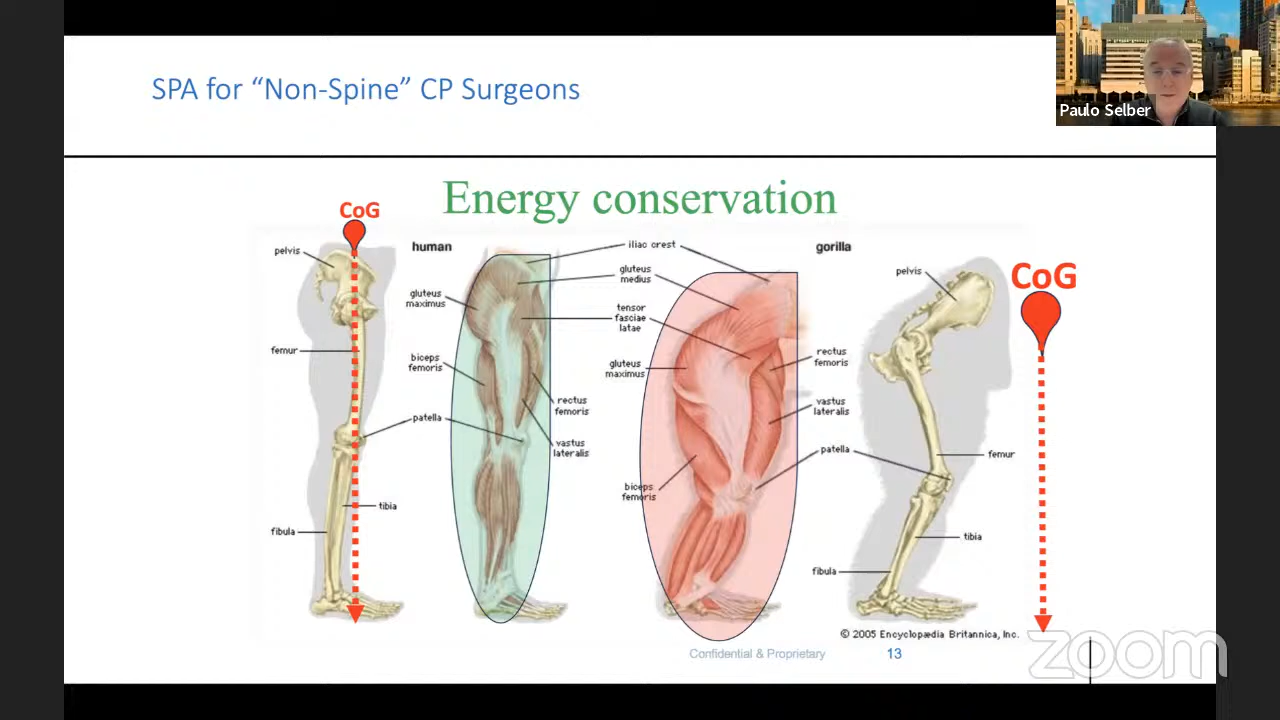 SPA for “Non-Spine” CP Surgeons
Paulo Selber
Energy conservation
CoG
pelvis
human
iliac crest
gorilla
gluteus
medius
pelvis
CoG
gluteus
maximus
tensor
fasciae
latae
femur
biceps
femoris
gluteus
maximus
rectus
femoris
rectus
femoris
vastus
lateralis
patella
vastus
lateralis
patella
femur
biceps
femoris
tibia
fibula
tibia
fibula
© 2005 Encyclopædia Britannica, Inc.
Confidential & Proprietary
13
zoom